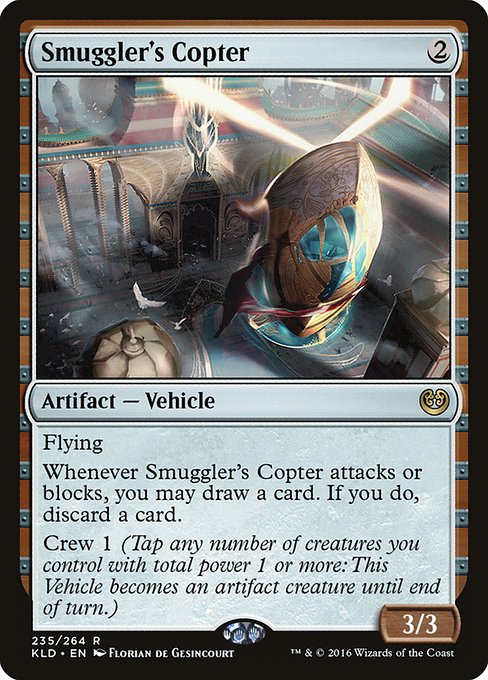 Smuggler's Copter 2
Artifact — Vehicle
Flying
Whenever Smuggler's Copter attacks or
blocks, you may draw a card. If you do,
discard a card.
Crew 1 (Tap any number of creatures you
control with total power 1 or more: This
Vehicle becomes an artifact creature until end
of turn.)
3/3
235/264 R
KLD • EN Florian de Gesincourt
™ & © 2016 Wizards of the Coast